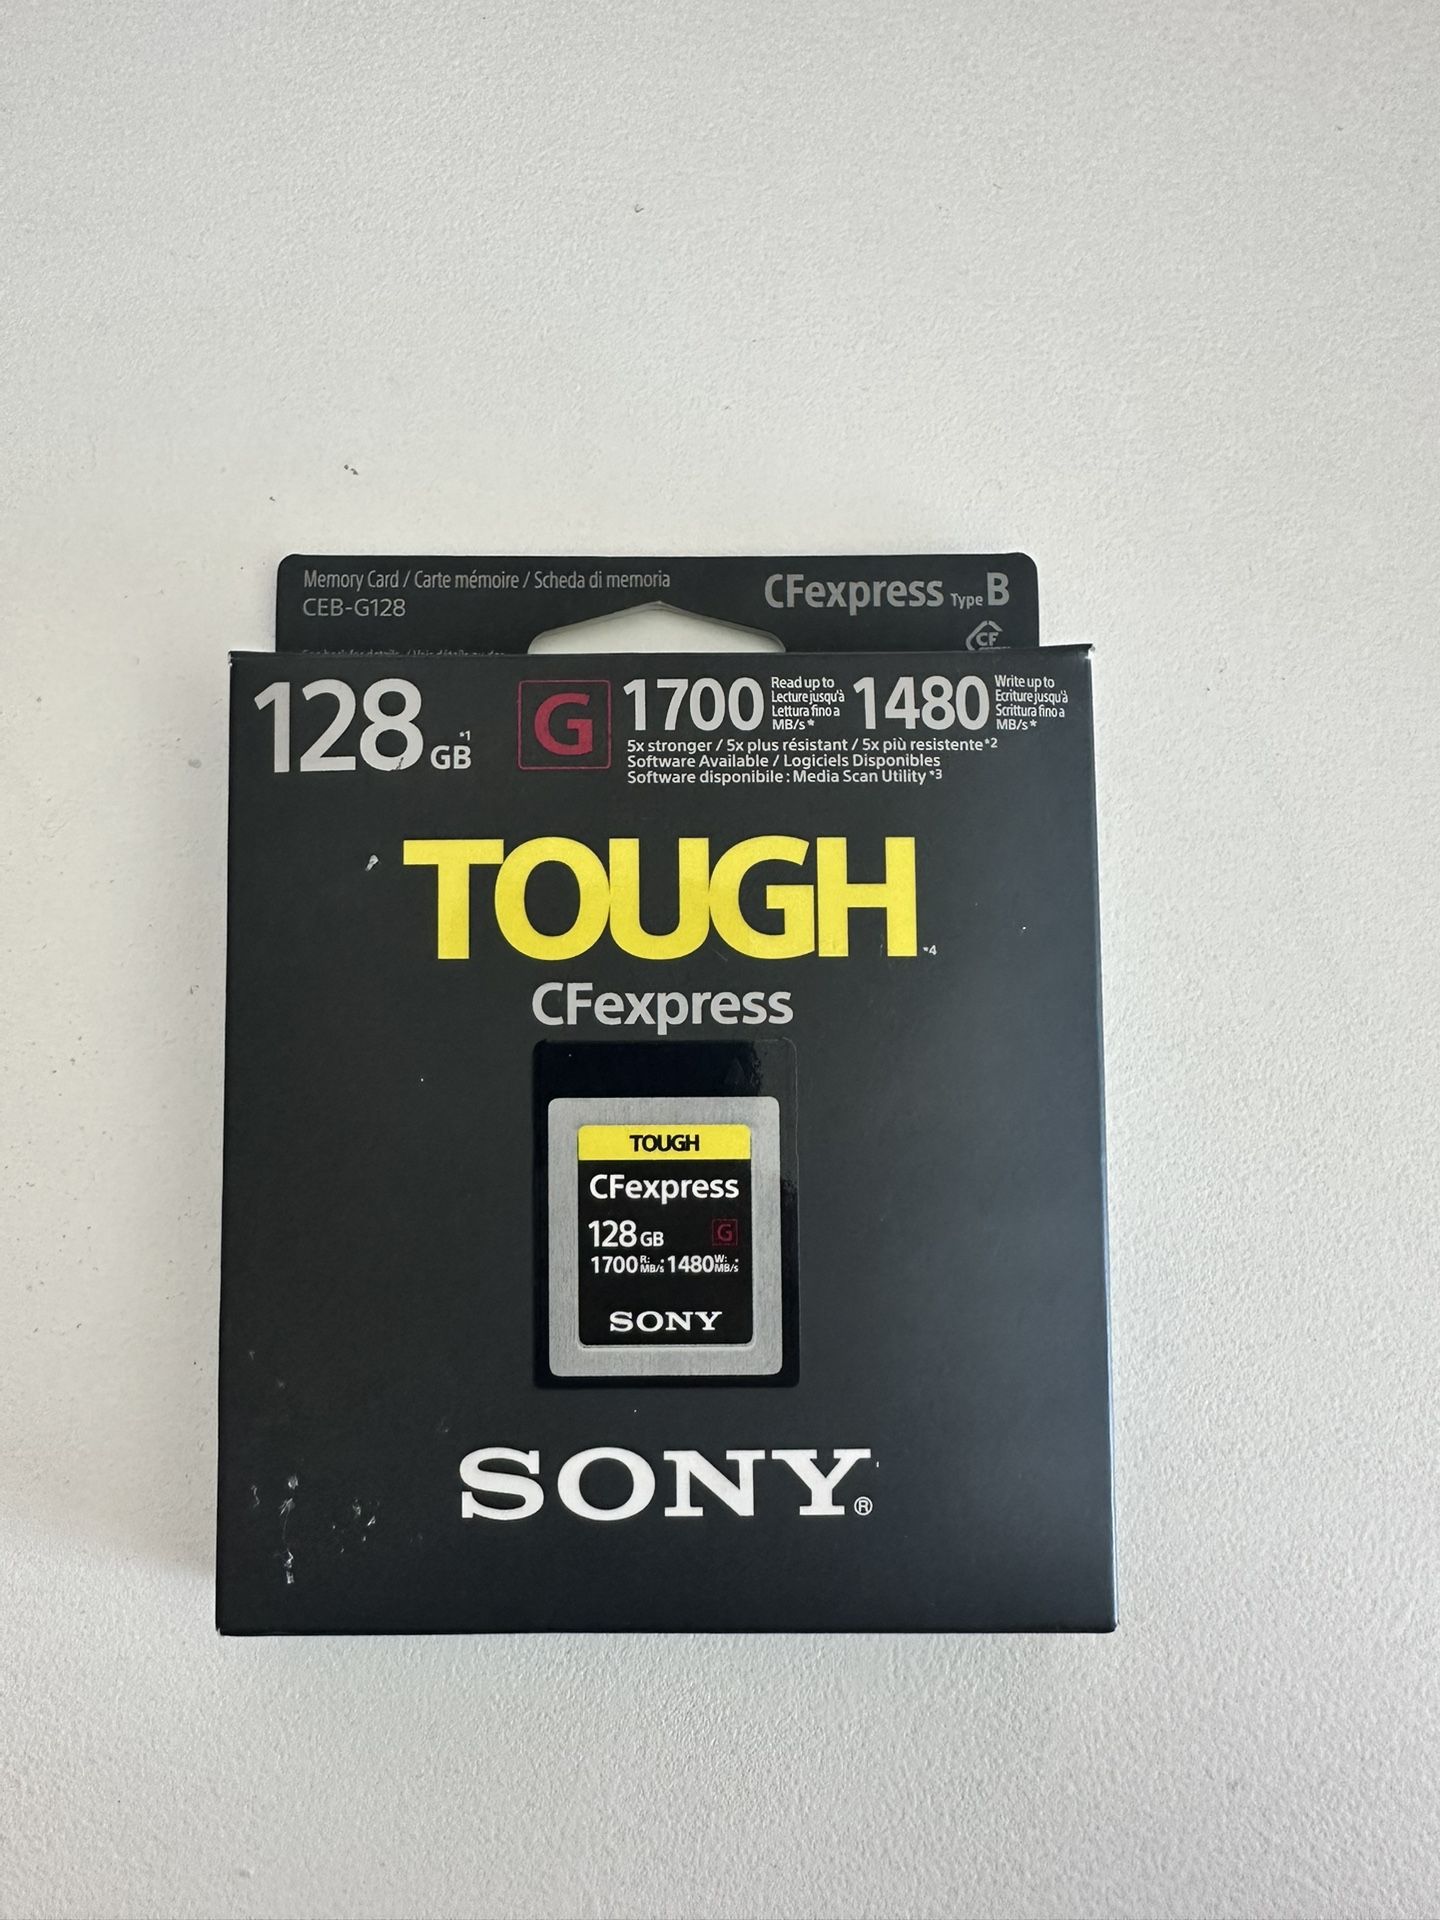 Memory Card / Carte mémoire / Scheda di memoria
CEB-G128
CFexpress Type B
CF
128 GB *1
G
1700 Read up to
Lecture jusqu'à
Lettura fino a
MB/s *
1480 Write up to
Écriture jusqu'à
Scrittura fino a
MB/s *
5x stronger / 5x plus résistant / 5x più resistente *2
Software Available / Logiciels Disponibles
Software disponibile : Media Scan Utility *3
TOUGH *4
CFexpress
TOUGH
CFexpress
128 GB G
1700 R: MB/s * 1480 W: MB/s *
SONY
SONY ®